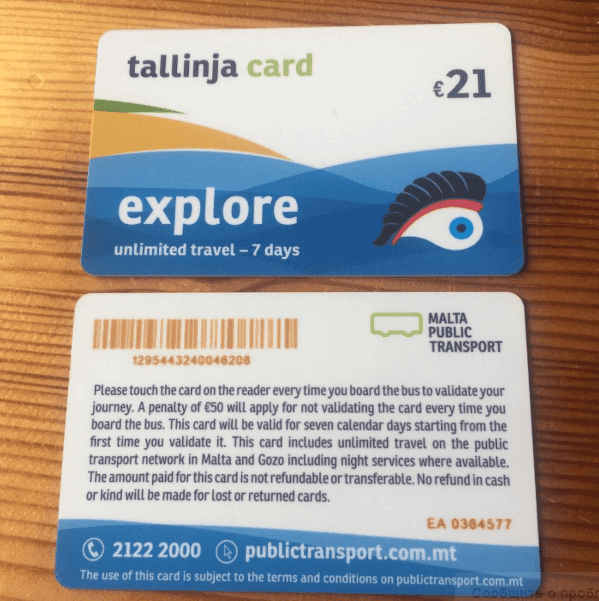 tallinja card
€21
explore
unlimited travel – 7 days
1295443240046208
MALTA
PUBLIC
TRANSPORT
Please touch the card on the reader every time you board the bus to validate your
journey. A penalty of €50 will apply for not validating the card every time you
board the bus. This card will be valid for seven calendar days starting from the
first time you validate it. This card includes unlimited travel on the public
transport network in Malta and Gozo including night services where available.
The amount paid for this card is not refundable or transferable. No refund in cash
or kind will be made for lost or returned cards.
EA 0364577
2122 2000 publictransport.com.mt
The use of this card is subject to the terms and conditions on publictransport.com.mt
Сообщить о